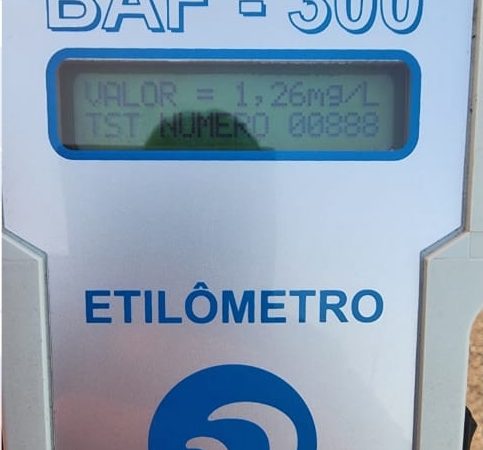 BAF - 300
VALOR = 1,26mg/L
TST NUMERO 00888
ETILÔMETRO